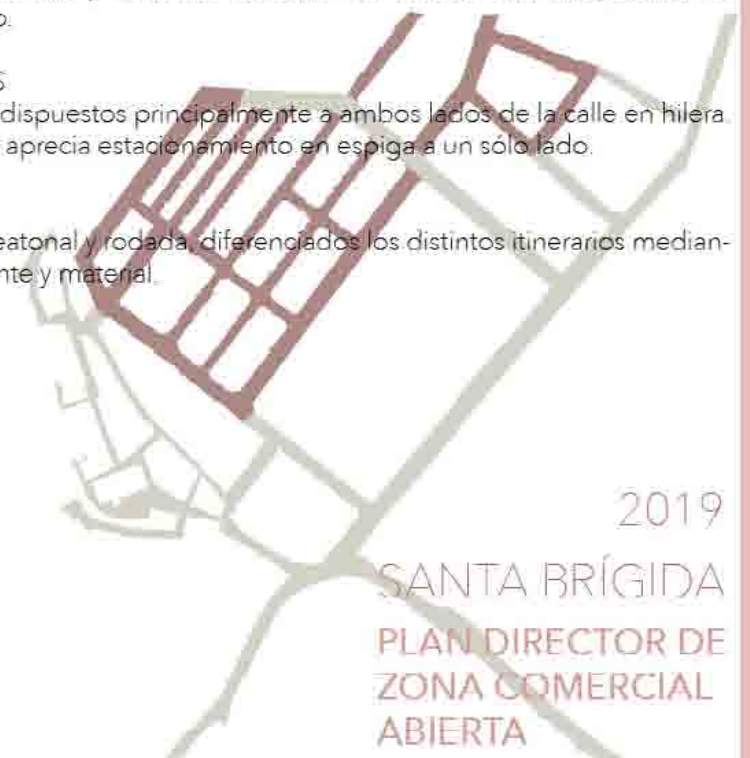 o.
S
dispuestos principalmente a ambos lados de la calle en hilera.
aprecia estacionamiento en espiga a un sólo lado.
eatonal y rodada, diferenciados los distintos itinerarios median-
nte y material.
2019
SANTA BRÍGIDA
PLAN DIRECTOR DE
ZONA COMERCIAL
ABIERTA